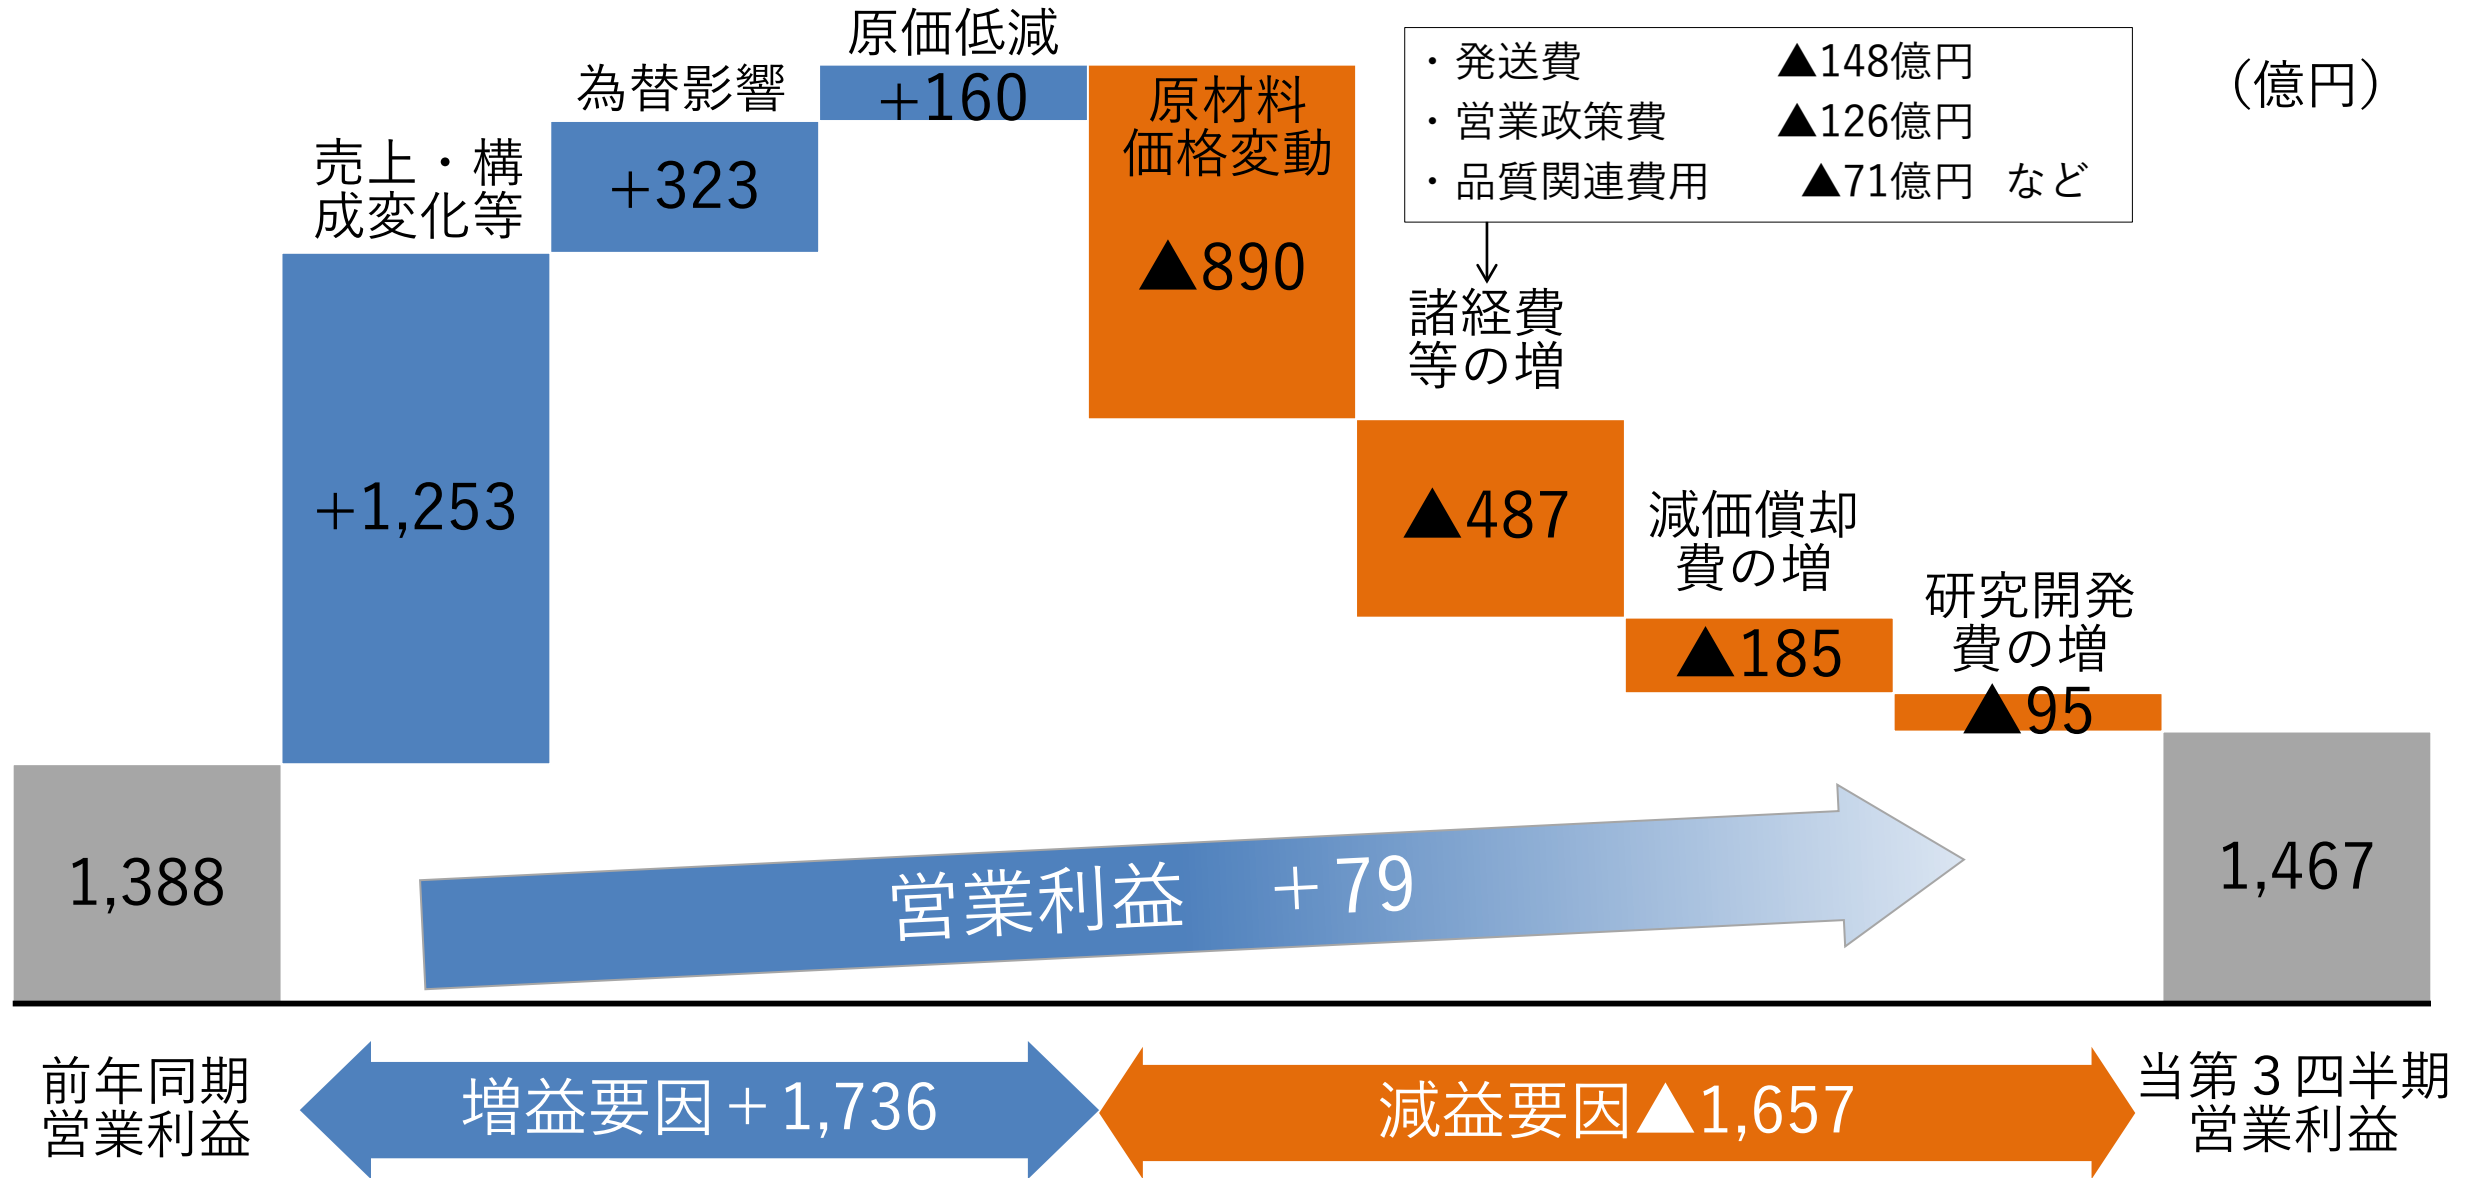 （億円）
・発送費 ▲148億円
・営業政策費 ▲126億円
・品質関連費用 ▲71億円 など
原価低減
+160
為替影響
+323
売上・構
成変化等
+1,253
原材料
価格変動
▲890
諸経費
等の増
▲487
減価償却
費の増
▲185
研究開発
費の増
▲95
1,388
営業利益 ＋79
1,467
前年同期
営業利益
増益要因＋1,736
減益要因▲1,657
当第３四半期
営業利益